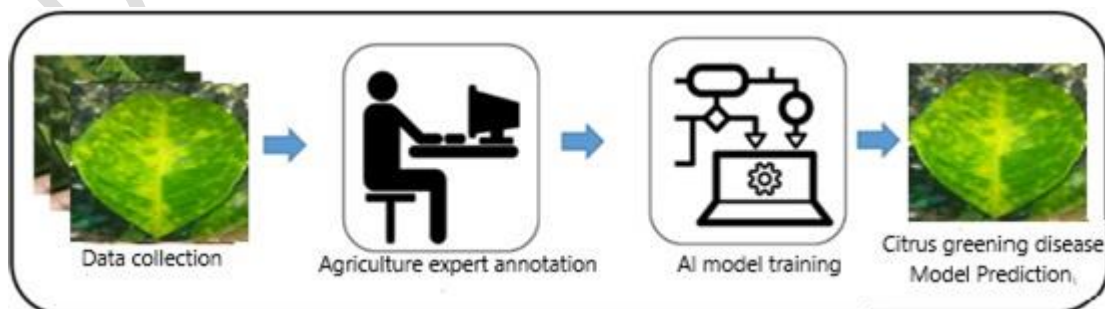 Data collection
Agriculture expert annotation
AI model training
Citrus greening disease
Model Prediction